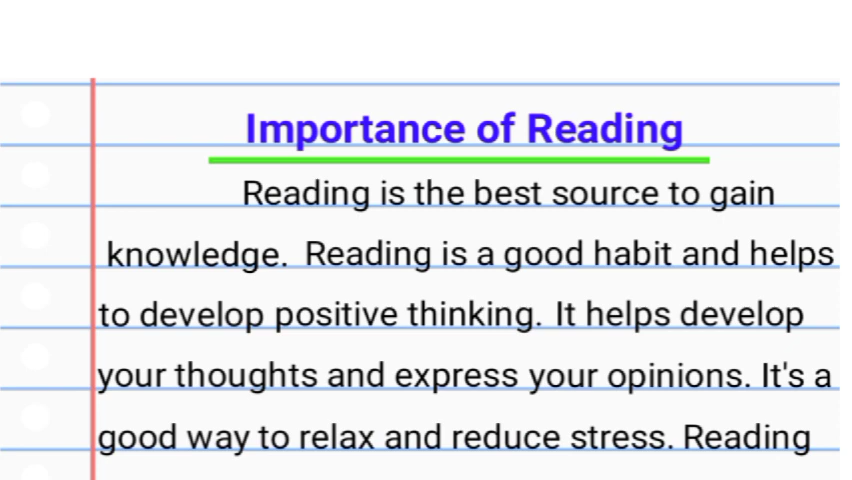 Importance of Reading
Reading is the best source to gain
knowledge. Reading is a good habit and helps
to develop positive thinking. It helps develop
your thoughts and express your opinions. It's a
good way to relax and reduce stress. Reading